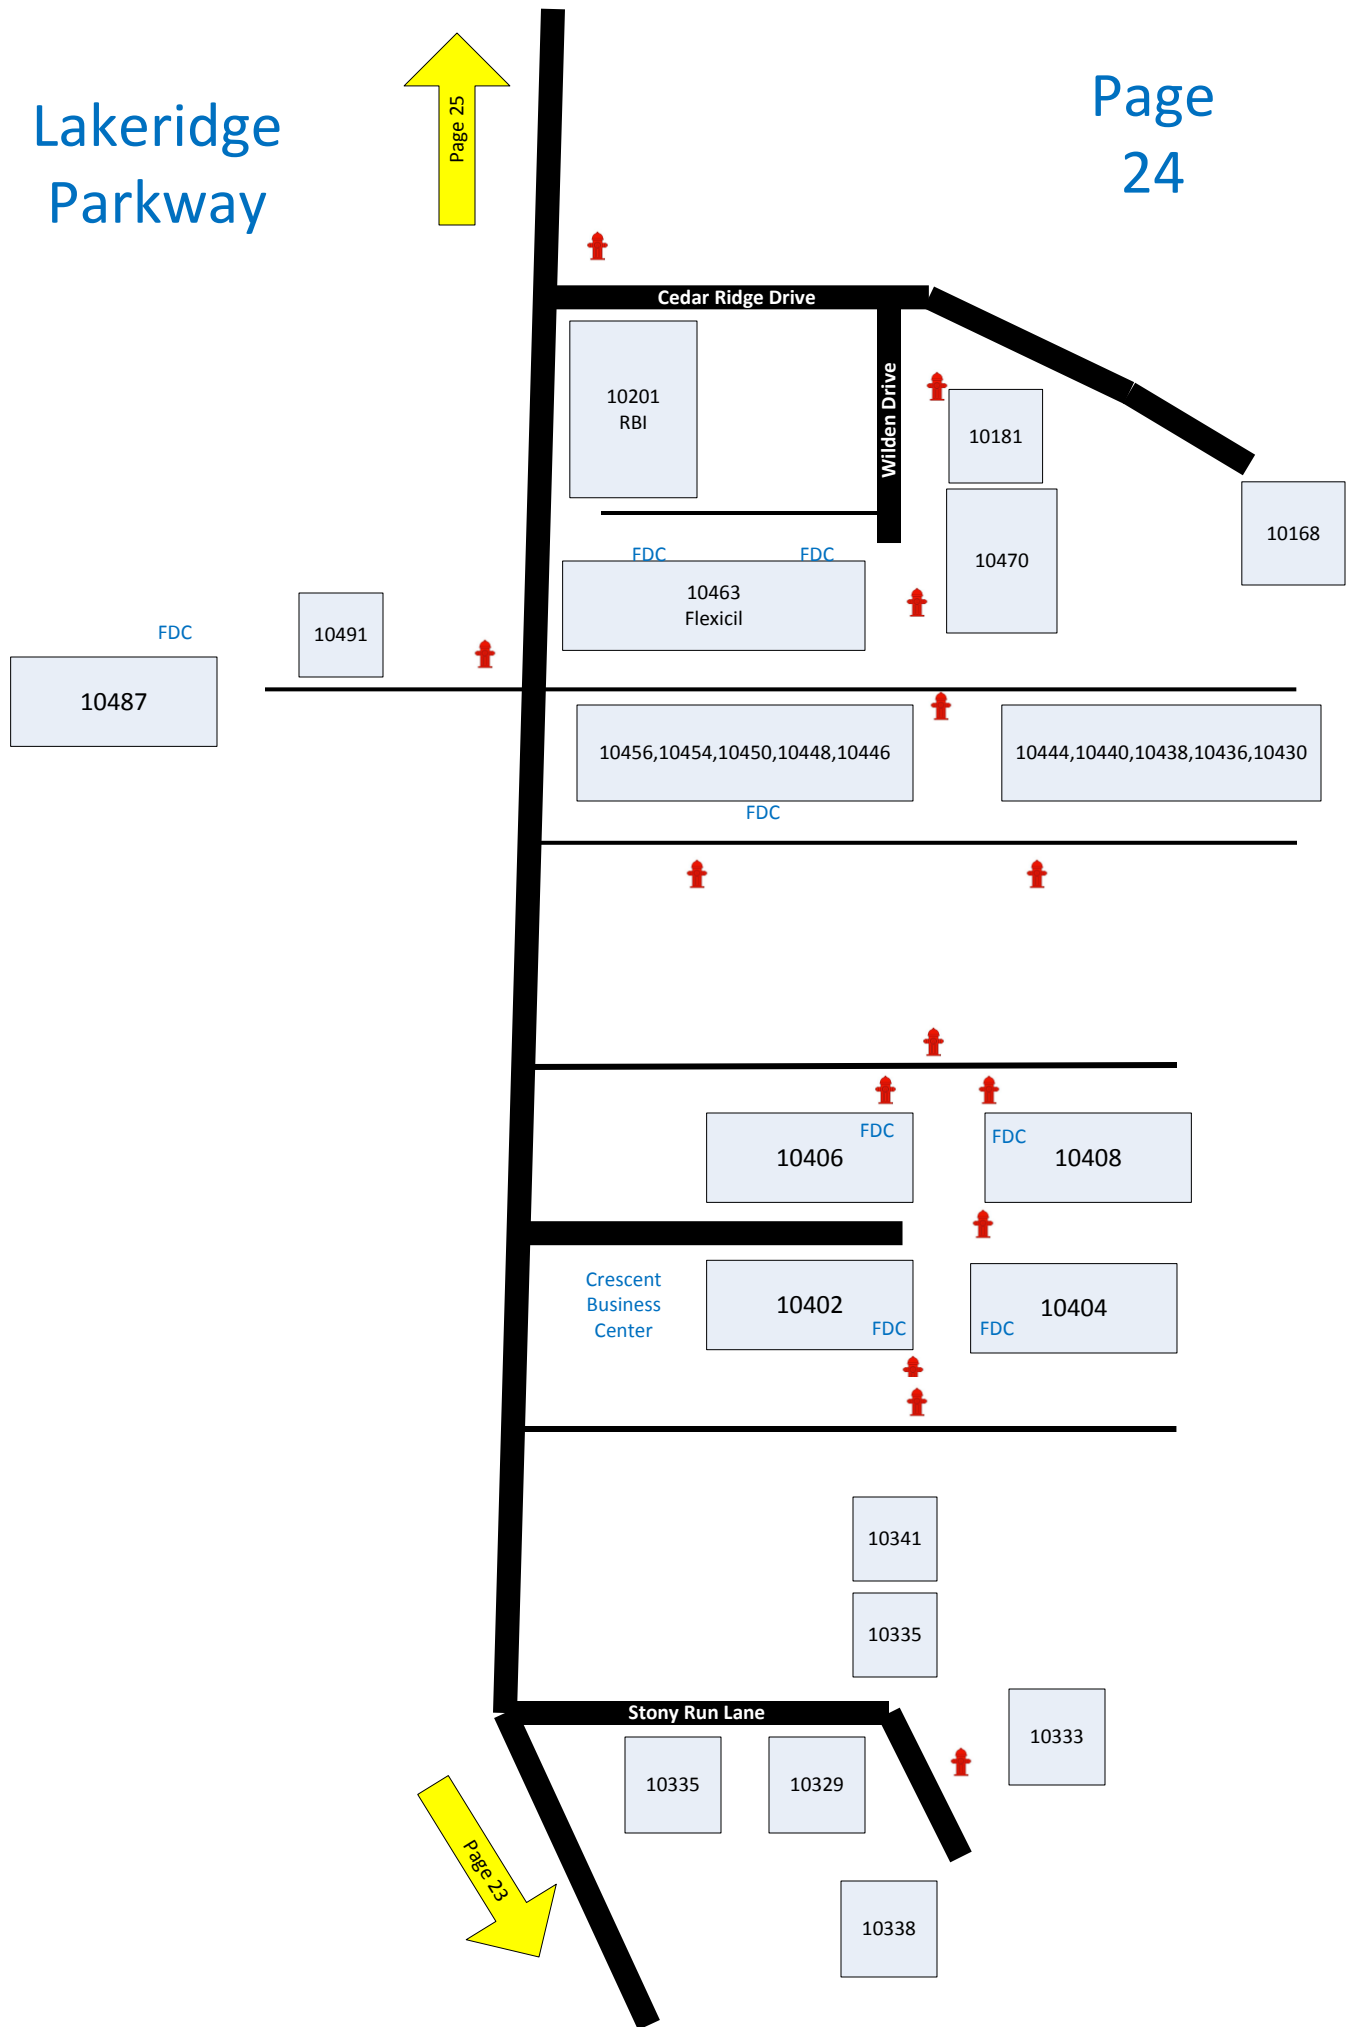 Lakeridge
Parkway
Page 25
Page
24
Cedar Ridge Drive
10201
RBI
Wilden Drive
10181
10168
10470
FDC
FDC
10463
Flexicil
FDC
10491
10487
10456,10454,10450,10448,10446
10444,10440,10438,10436,10430
FDC
FDC
10406
FDC
10408
Crescent
Business
Center
10402
FDC
10404
FDC
10341
10335
Stony Run Lane
10333
10335
10329
Page 23
10338